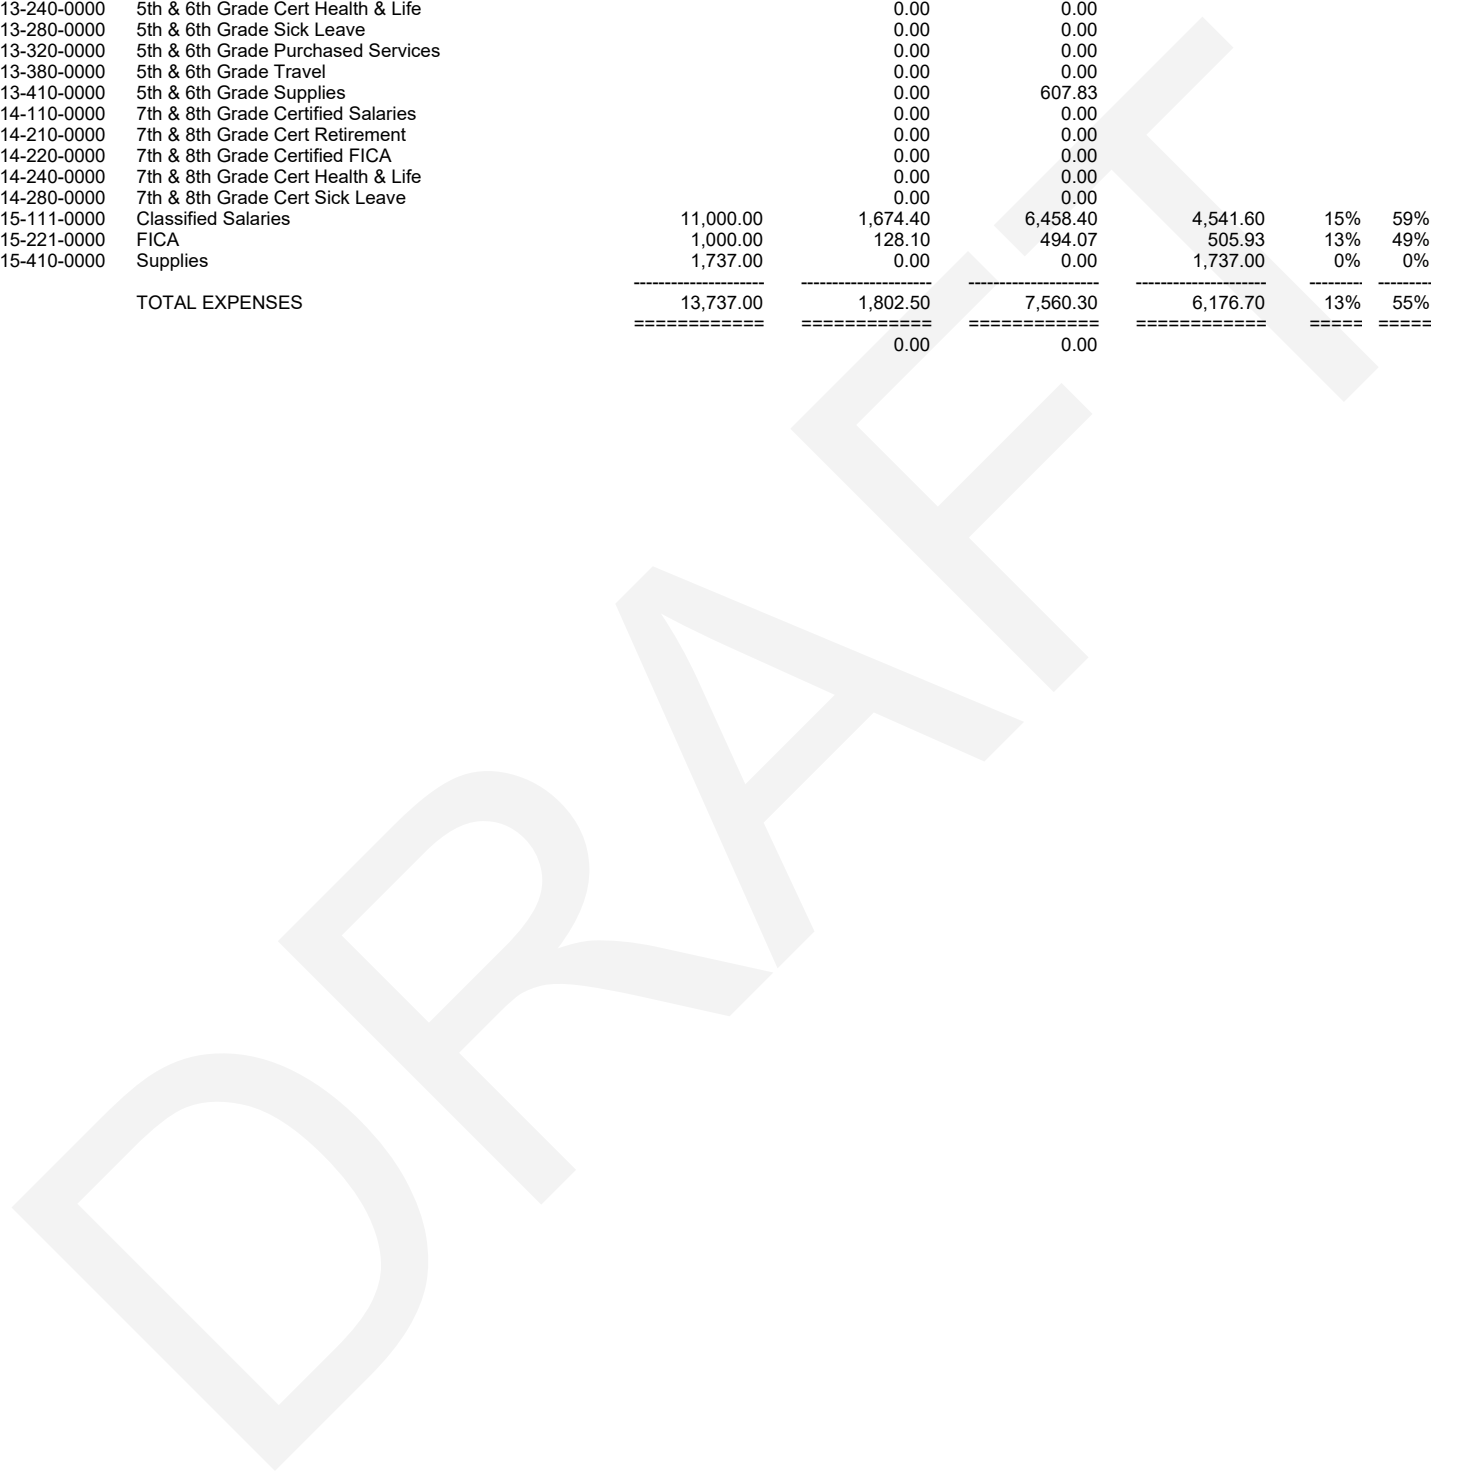 13-240-0000 5th & 6th Grade Cert Health & Life 0.00 0.00
13-280-0000 5th & 6th Grade Sick Leave 0.00 0.00
13-320-0000 5th & 6th Grade Purchased Services 0.00 0.00
13-380-0000 5th & 6th Grade Travel 0.00 0.00
13-410-0000 5th & 6th Grade Supplies 0.00 607.83
14-110-0000 7th & 8th Grade Certified Salaries 0.00 0.00
14-210-0000 7th & 8th Grade Cert Retirement 0.00 0.00
14-220-0000 7th & 8th Grade Certified FICA 0.00 0.00
14-240-0000 7th & 8th Grade Cert Health & Life 0.00 0.00
14-280-0000 7th & 8th Grade Cert Sick Leave 0.00 0.00
15-111-0000 Classified Salaries 11,000.00 1,674.40 6,458.40 4,541.60 15% 59%
15-221-0000 FICA 1,000.00 128.10 494.07 505.93 13% 49%
15-410-0000 Supplies 1,737.00 0.00 0.00 1,737.00 0% 0%
--------------------- --------------------- --------------------- --------------------- --------- ---------
TOTAL EXPENSES 13,737.00 1,802.50 7,560.30 6,176.70 13% 55%
============ ============ ============ ============ ===== =====
0.00 0.00
DRAFT